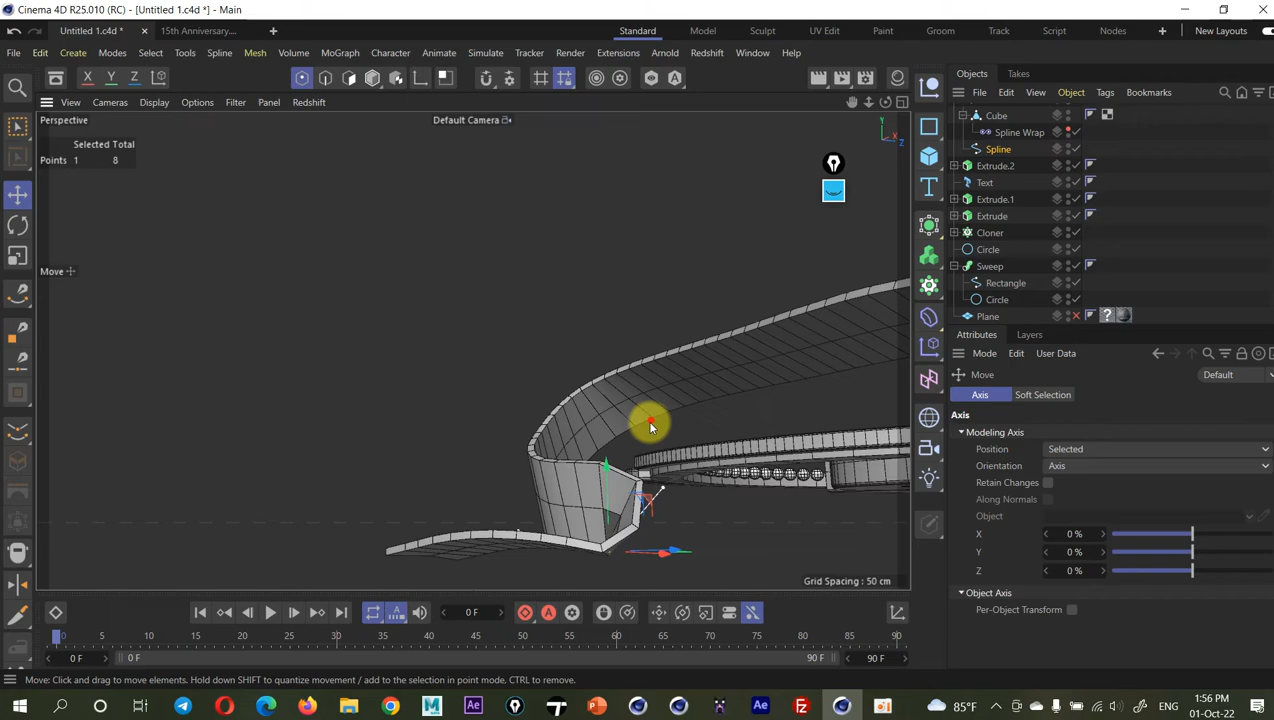 Cinema 4D R25.010 (RC) - [Untitled 1.c4d *] - Main
Untitled 1.c4d *
15th Anniversary....
Standard
Model
Sculpt
UV Edit
Paint
Groom
Track
Script
Nodes
New Layouts
File
Edit
Create
Modes
Select
Tools
Spline
Mesh
Volume
MoGraph
Character
Animate
Simulate
Tracker
Render
Extensions
Arnold
Redshift
Window
Help
X
Y
Z
Objects
Takes
View
Cameras
Display
Options
Filter
Panel
Redshift
File
Edit
View
Object
Tags
Bookmarks
Perspective
Default Camera
Selected Total
Points 1 8
Move
Grid Spacing : 50 cm
Cube
Spline Wrap
Spline
Extrude.2
Text
Extrude.1
Extrude
Cloner
Circle
Sweep
Rectangle
Circle
Plane
Attributes
Layers
Mode
Edit
User Data
Move
Default
Axis
Soft Selection
Axis
Modeling Axis
Position Selected
Orientation Axis
Retain Changes
Along Normals
Object
X 0 %
Y 0 %
Z 0 %
Object Axis
Per-Object Transform
0 F
0 5 10 15 20 25 30 35 40 45 50 55 60 65 70 75 80 85 90
0 F
0 F
90 F
90 F
Move: Click and drag to move elements. Hold down SHIFT to quantize movement / add to the selection in point mode, CTRL to remove.
85°F
ENG
1:56 PM
01-Oct-22